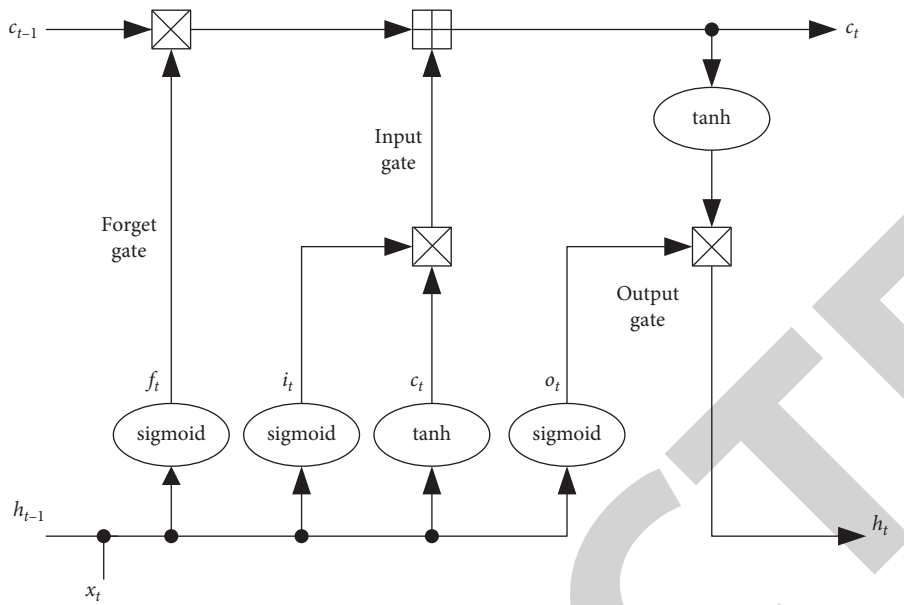 c_{t–1}
c_t
tanh
Input
gate
Forget
gate
Output
gate
f_t
i_t
c_t
o_t
sigmoid
sigmoid
tanh
sigmoid
h_{t–1}
h_t
x_t